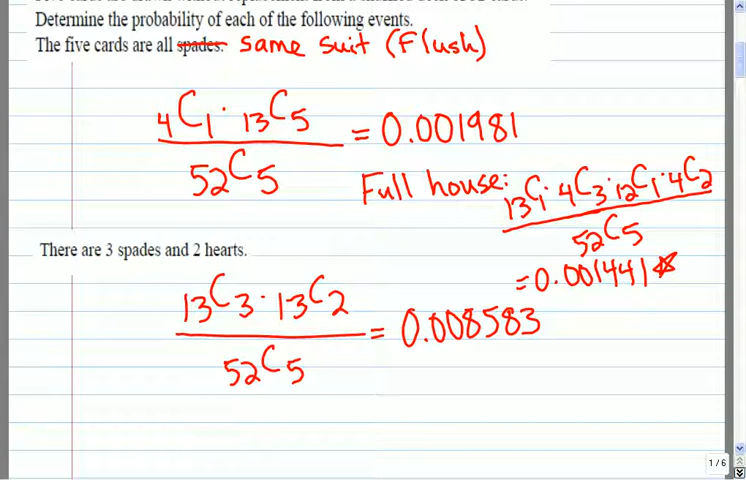 Determine the probability of each of the following events.
The five cards are all spades. same suit (Flush)
4C1 · 13C5 / 52C5 = 0.001981
Full house: 13C1 · 4C3 · 12C1 · 4C2 / 52C5
= 0.001441*
There are 3 spades and 2 hearts.
13C3 · 13C2 / 52C5 = 0.008583
1/6